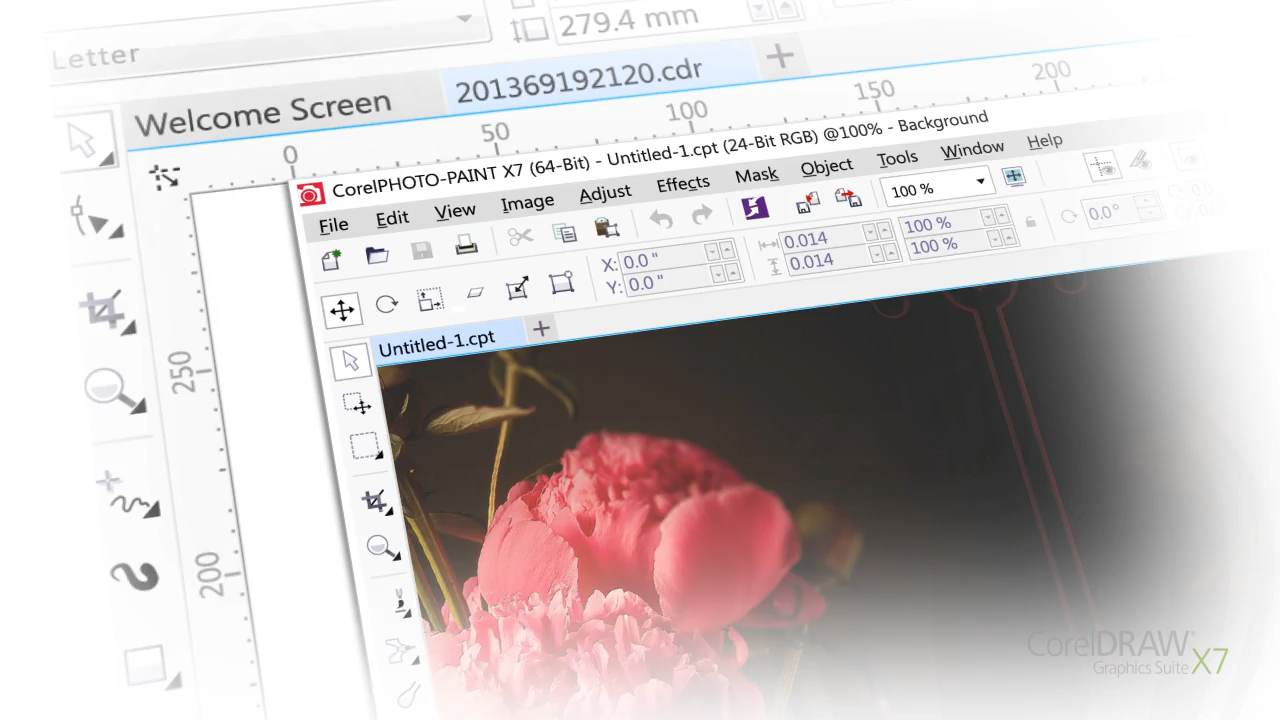 Letter
279.4 mm
Welcome Screen
201369192120.cdr
0 50 100 150 200
250
200
CorelPHOTO-PAINT X7 (64-Bit) - Untitled-1.cpt (24-Bit RGB) @100% - Background
File Edit View Image Adjust Effects Mask Object Tools Window Help
100 %
X: 0.0 " 0.014 100 % 0.0°
Y: 0.0 " 0.014 100 %
Untitled-1.cpt
CorelDRAW®
Graphics Suite X7